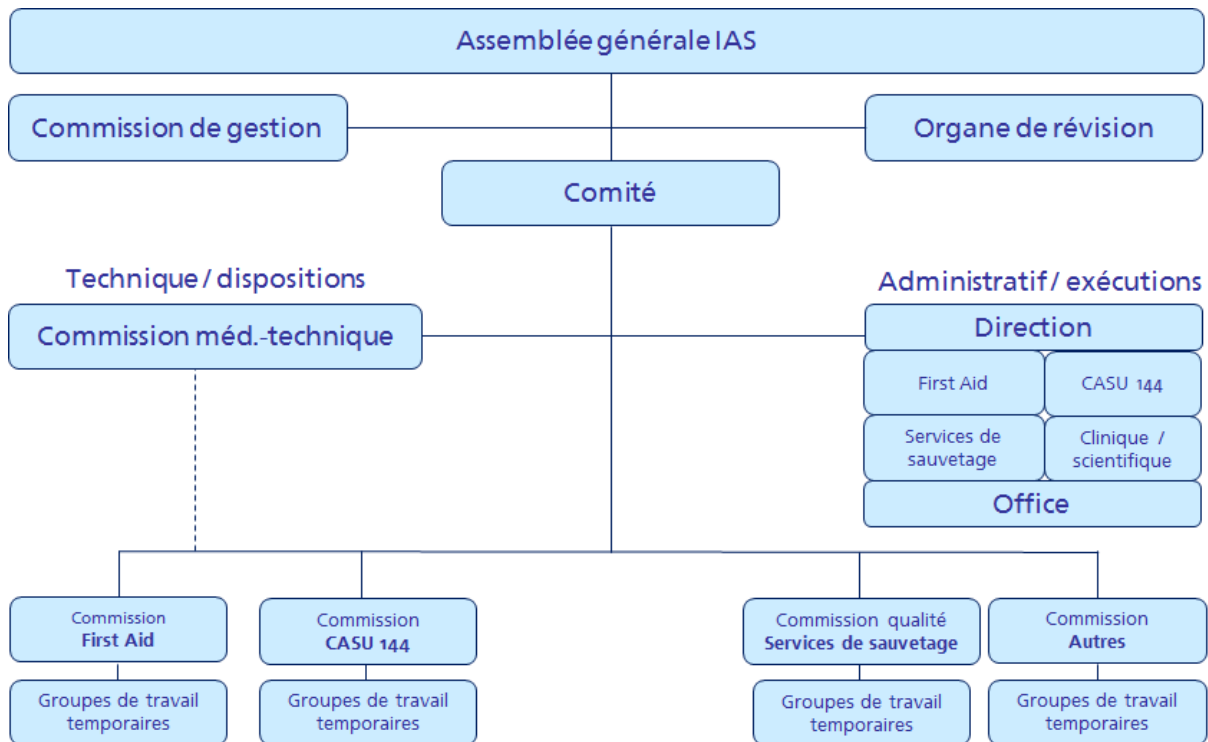 Assemblée générale IAS
Commission de gestion
Organe de révision
Comité
Technique / dispositions
Administratif / exécutions
Commission méd.-technique
Direction
First Aid
CASU 144
Services de
sauvetage
Clinique /
scientifique
Office
Commission
First Aid
Commission
CASU 144
Commission qualité
Services de sauvetage
Commission
Autres
Groupes de travail
temporaires
Groupes de travail
temporaires
Groupes de travail
temporaires
Groupes de travail
temporaires